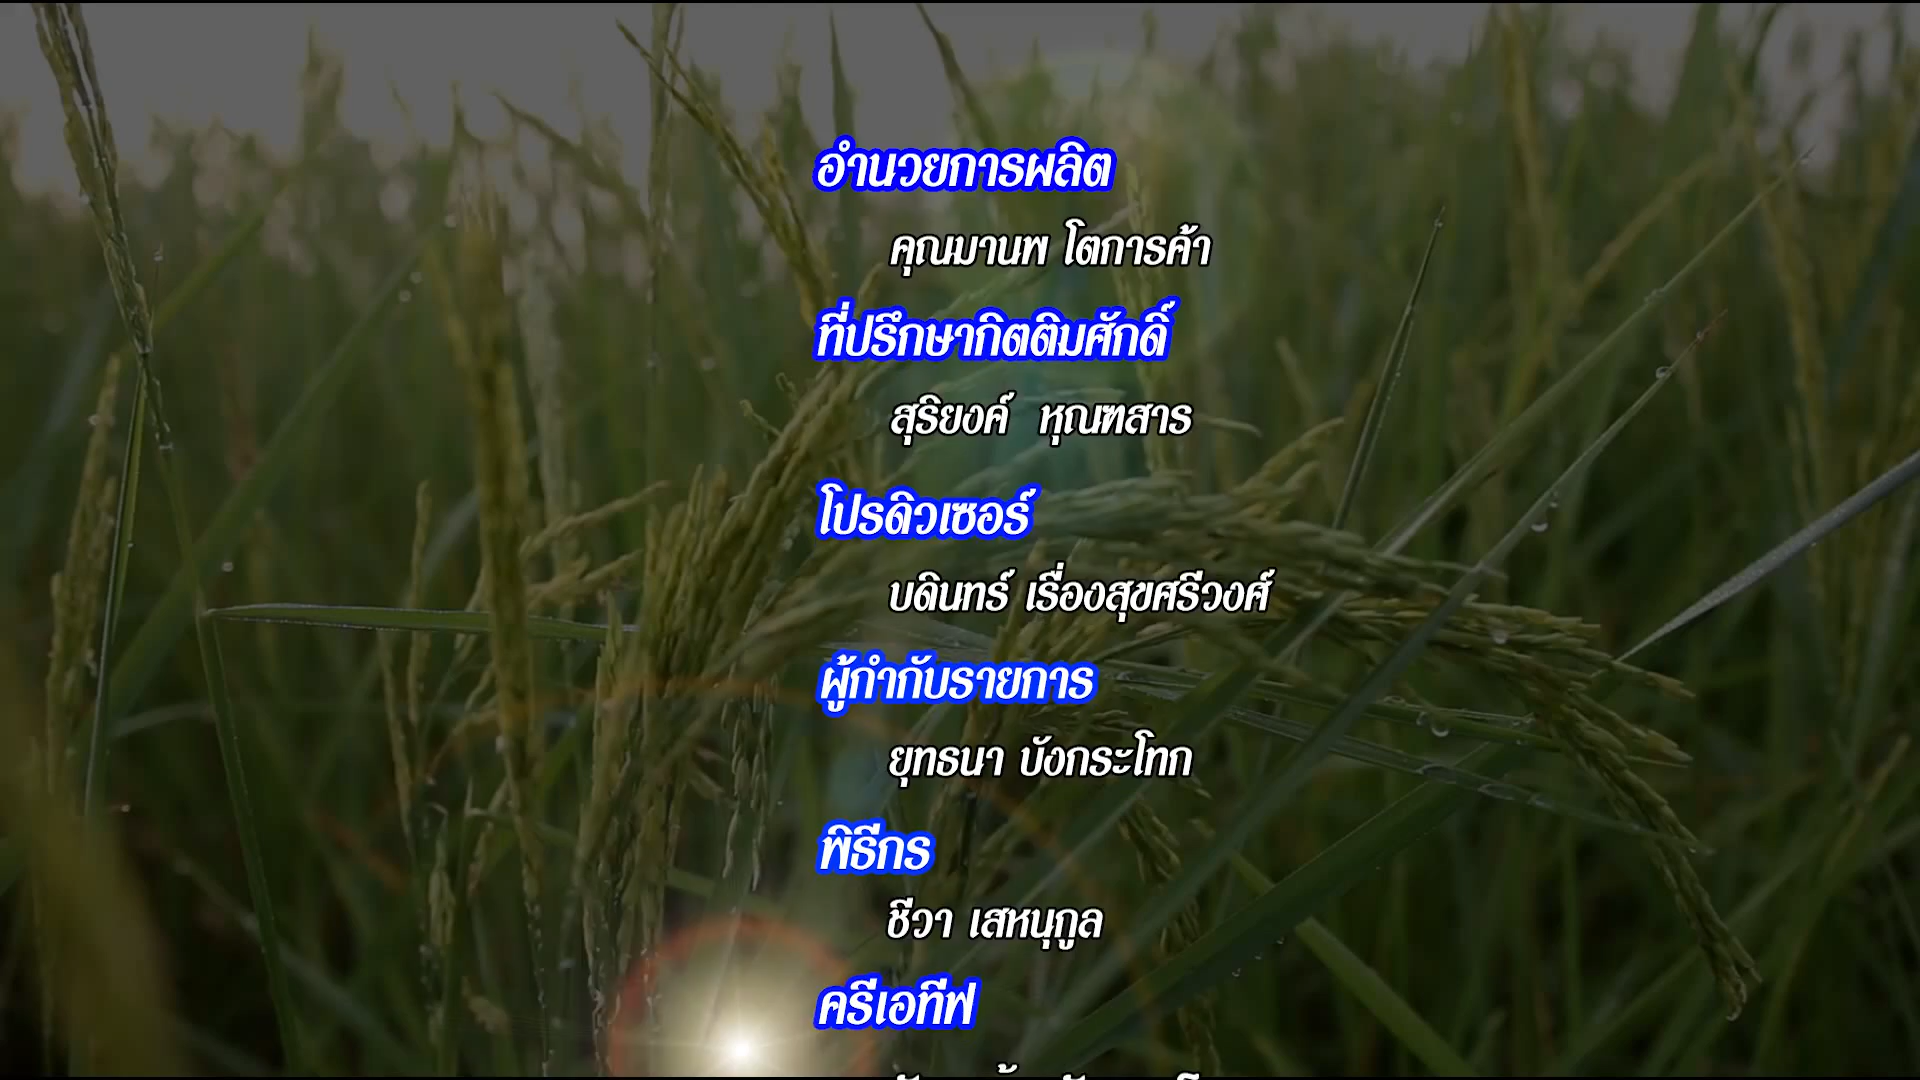 อำนวยการผลิต
คุณมานพ โตการค้า
ที่ปรึกษากิตติมศักดิ์
สุริยงค์ หุณฑสาร
โปรดิวเซอร์
บดินทร์ เรื่องสุขศรีวงศ์
ผู้กำกับรายการ
ยุทธนา บังกระโทก
พิธีกร
ชีวา เสหนุกูล
ครีเอทีฟ